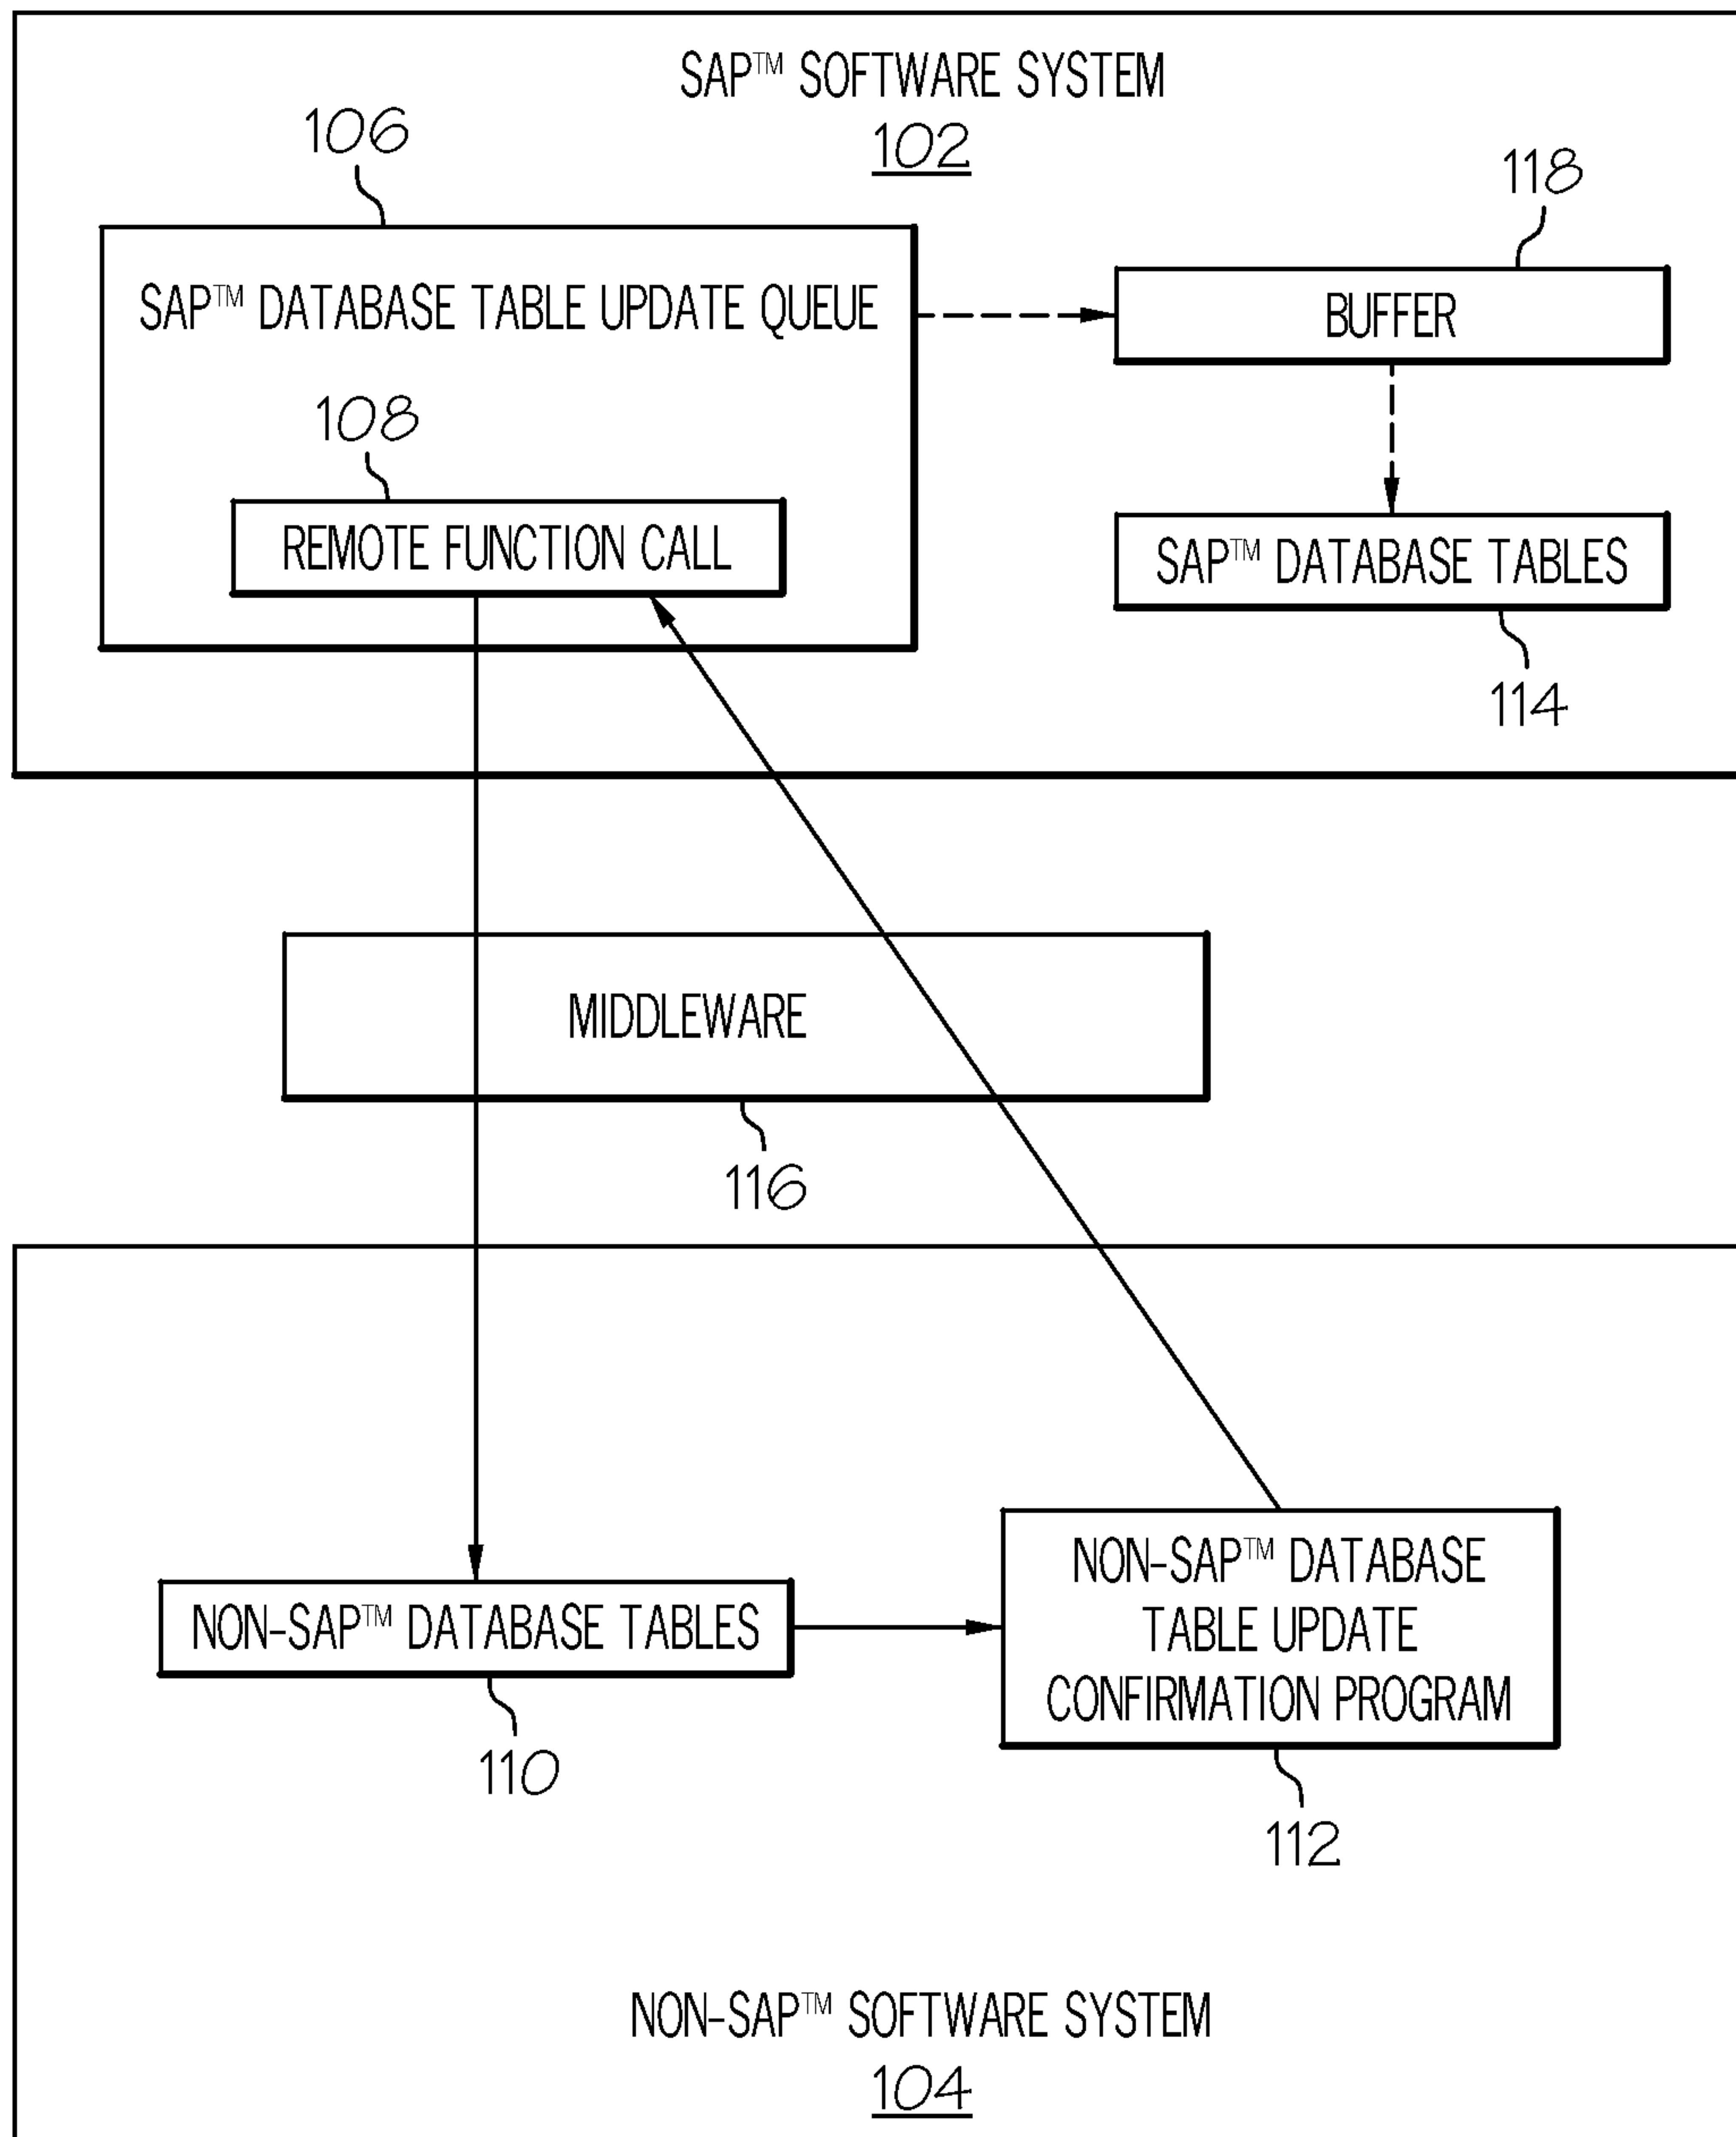 SAP™ SOFTWARE SYSTEM
102
106
118
SAP™ DATABASE TABLE UPDATE QUEUE
BUFFER
108
REMOTE FUNCTION CALL
SAP™ DATABASE TABLES
114
MIDDLEWARE
116
NON-SAP™ DATABASE TABLES
110
NON-SAP™ DATABASE
TABLE UPDATE
CONFIRMATION PROGRAM
112
NON-SAP™ SOFTWARE SYSTEM
104